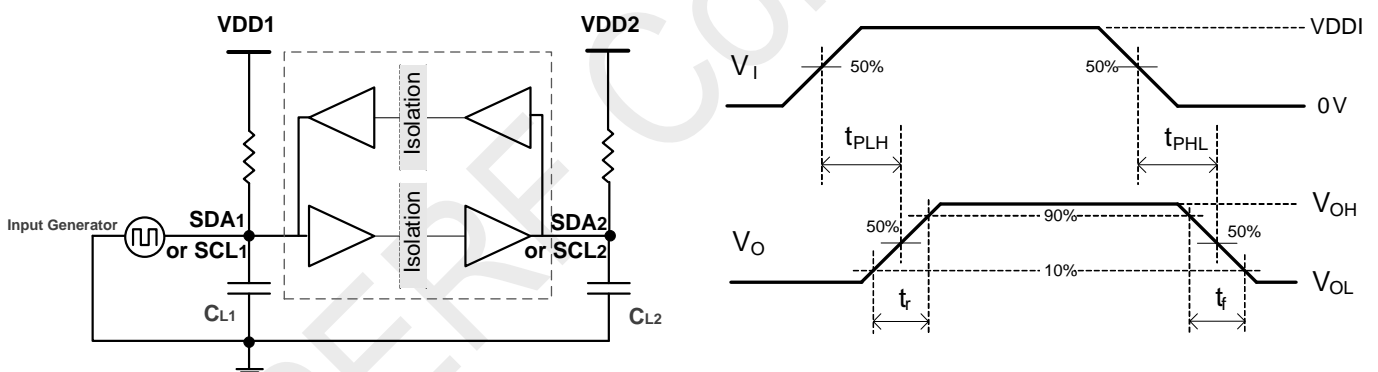 VDD1
VDD2
Isolation
Isolation
Input Generator
SDA1
or SCL1
SDA2
or SCL2
CL1
CL2
VI
50%
50%
VDDI
0V
tPLH
tPHL
VO
50%
90%
50%
VOH
10%
VOL
tr
tf